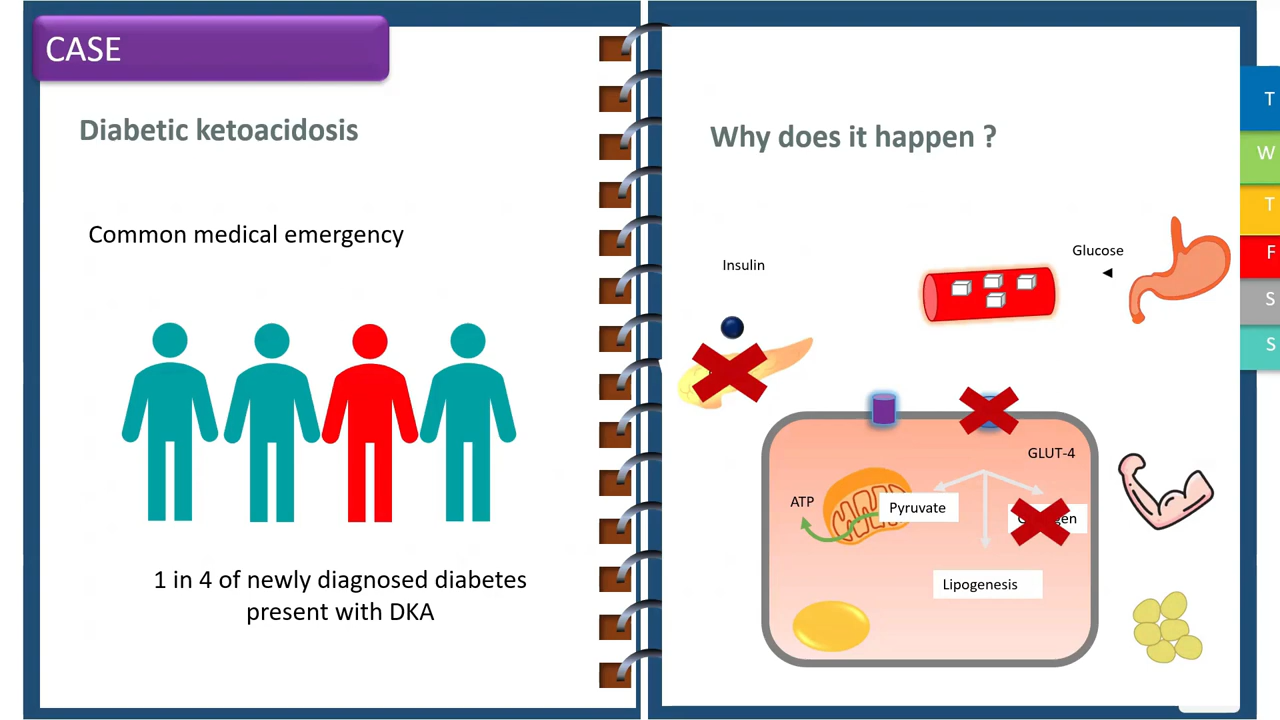 CASE
Diabetic ketoacidosis
Common medical emergency
1 in 4 of newly diagnosed diabetes
present with DKA
Why does it happen ?
Insulin
Glucose
GLUT-4
ATP
Pyruvate
Lipogenesis
T
W
T
F
S
S